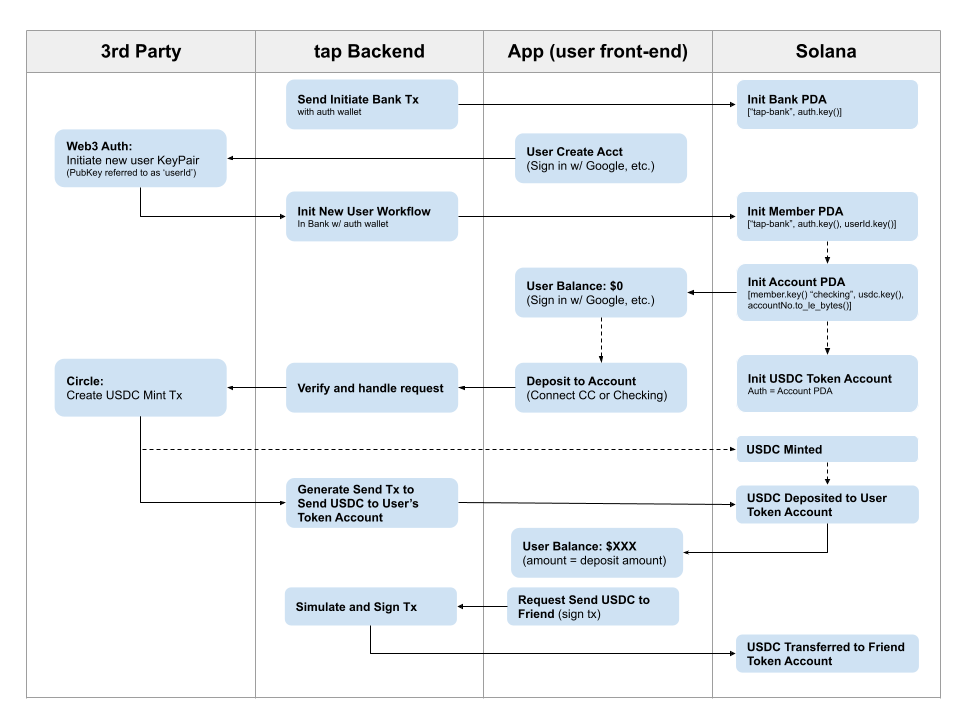 3rd Party
tap Backend
App (user front-end)
Solana
Send Initiate Bank Tx
with auth wallet
Init Bank PDA
["tap-bank", auth.key()]
Web3 Auth:
Initiate new user KeyPair
(PubKey referred to as 'userId')
User Create Acct
(Sign in w/ Google, etc.)
Init New User Workflow
In Bank w/ auth wallet
Init Member PDA
["tap-bank", auth.key(), userId.key()]
User Balance: $0
(Sign in w/ Google, etc.)
Init Account PDA
[member.key() “checking”, usdc.key(),
accountNo.to_le_bytes()]
Circle:
Create USDC Mint Tx
Verify and handle request
Deposit to Account
(Connect CC or Checking)
Init USDC Token Account
Auth = Account PDA
USDC Minted
Generate Send Tx to
Send USDC to User's
Token Account
USDC Deposited to User
Token Account
User Balance: $XXX
(amount = deposit amount)
Simulate and Sign Tx
Request Send USDC to
Friend (sign tx)
USDC Transferred to Friend
Token Account